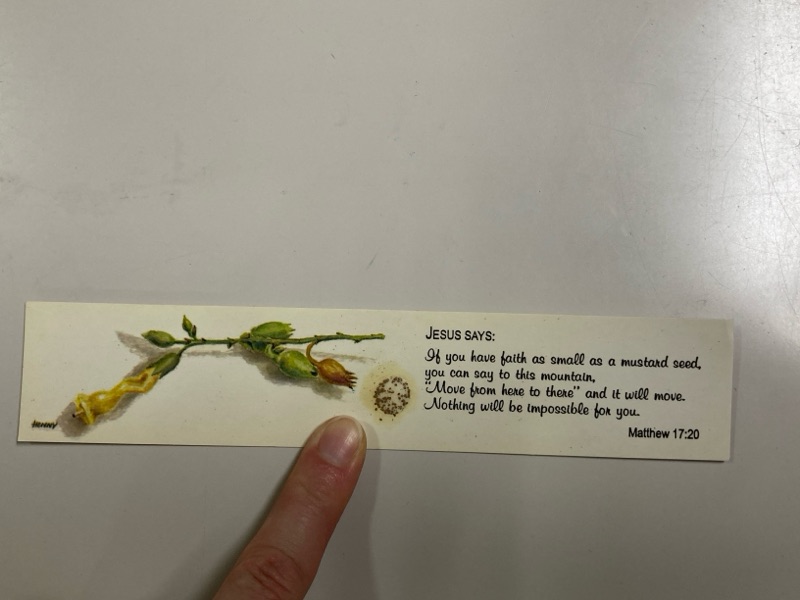 JESUS SAYS:
If you have faith as small as a mustard seed,
you can say to this mountain,
"Move from here to there" and it will move.
Nothing will be impossible for you.
Matthew 17:20